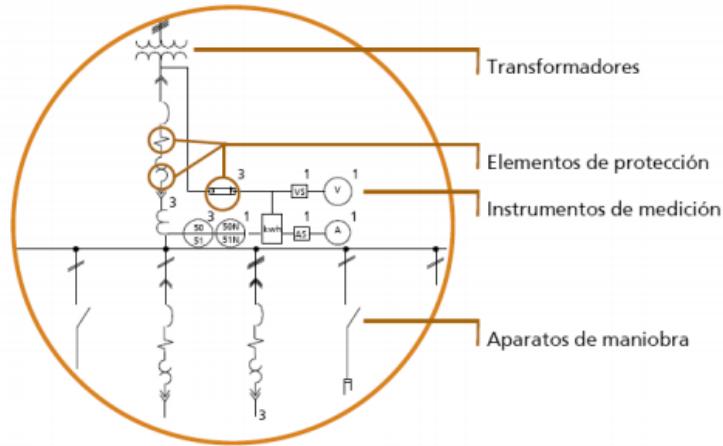 Transformadores
Elementos de protección
3 1 1
VS V
Instrumentos de medición
3
3 1 1 1
50 50N kwh AS A
51 51N
Aparatos de maniobra
3